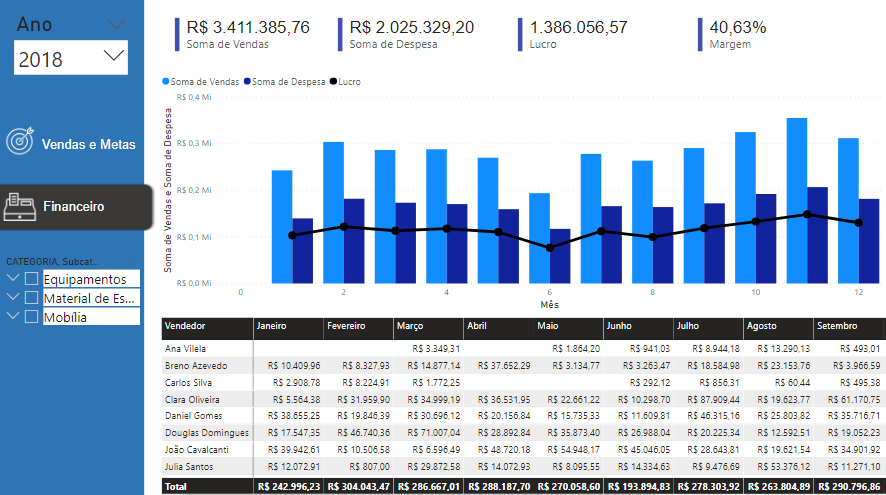 Ano
2018
Vendas e Metas
Financeiro
CATEGORIA, Subcat...
Equipamentos
Material de Es...
Mobília
R$ 3.411.385,76
Soma de Vendas
R$ 2.025.329,20
Soma de Despesa
1.386.056,57
Lucro
40,63%
Margem
Soma de Vendas Soma de Despesa Lucro
Soma de Vendas e Soma de Despesa
R$ 0,4 Mi
R$ 0,3 Mi
R$ 0,2 Mi
R$ 0,1 Mi
R$ 0,0 Mi
0 2 4 6 8 10 12
Mês
Vendedor Janeiro Fevereiro Março Abril Maio Junho Julho Agosto Setembro
Ana Vilela R$ 3.349,31 R$ 1.864,20 R$ 941,03 R$ 8.944,18 R$ 13.290,13 R$ 493,01
Breno Azevedo R$ 10.409,96 R$ 8.327,93 R$ 14.877,14 R$ 37.652,29 R$ 3.134,77 R$ 3.263,47 R$ 18.584,98 R$ 23.153,76 R$ 3.966,59
Carlos Silva R$ 2.908,78 R$ 8.224,91 R$ 1.772,25 R$ 292,12 R$ 856,31 R$ 60,44 R$ 495,38
Clara Oliveira R$ 5.564,38 R$ 31.959,90 R$ 34.999,19 R$ 36.531,95 R$ 22.661,22 R$ 10.298,70 R$ 87.909,44 R$ 19.623,77 R$ 61.170,75
Daniel Gomes R$ 38.655,25 R$ 19.846,39 R$ 30.696,12 R$ 20.156,84 R$ 15.735,33 R$ 11.609,81 R$ 46.315,16 R$ 25.803,82 R$ 35.716,71
Douglas Domingues R$ 17.547,35 R$ 46.740,36 R$ 71.007,04 R$ 28.892,84 R$ 35.873,40 R$ 26.988,04 R$ 20.225,34 R$ 12.592,51 R$ 19.052,23
João Cavalcanti R$ 39.942,61 R$ 10.506,58 R$ 6.596,49 R$ 48.720,18 R$ 54.948,17 R$ 45.046,05 R$ 28.643,81 R$ 19.621,54 R$ 34.901,92
Julia Santos R$ 12.072,91 R$ 807,00 R$ 29.872,58 R$ 14.072,93 R$ 8.095,55 R$ 14.334,63 R$ 9.476,69 R$ 53.376,12 R$ 11.271,10
Total R$ 242.996,23 R$ 304.043,47 R$ 286.667,01 R$ 288.187,70 R$ 270.058,60 R$ 193.894,83 R$ 278.303,92 R$ 263.804,89 R$ 290.796,86